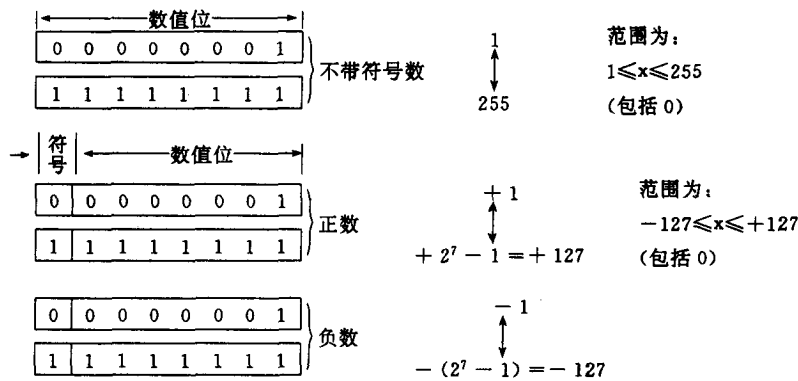 数值位
0 0 0 0 0 0 0 1
1 1 1 1 1 1 1 1
不带符号数
1
255
范围为：
1≤x≤255
(包括 0)
符号
数值位
0 0 0 0 0 0 0 1
1 1 1 1 1 1 1 1
正数
+ 1
+ 2⁷ − 1 = + 127
范围为：
−127≤x≤+127
(包括 0)
0 0 0 0 0 0 0 1
1 1 1 1 1 1 1 1
负数
− 1
− (2⁷ − 1) = − 127